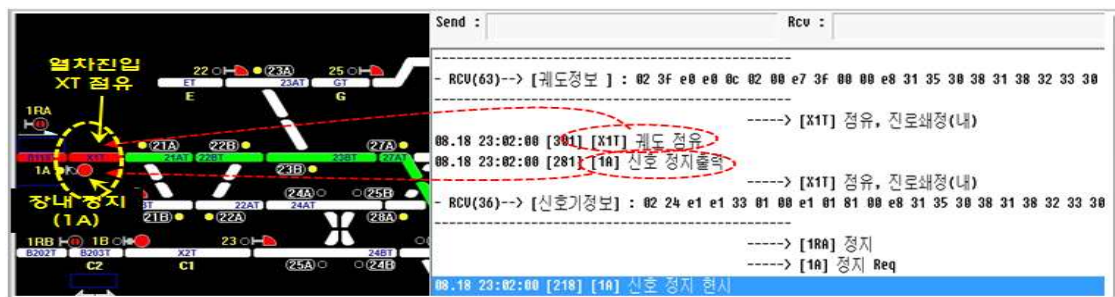 Send :
Rcv :
열차진입
XT 점유
22
23A
25
ET
23AT
GT
E
G
1RA
21A
22B
27A
X1T
21AT
22BT
23BT
27AT
1A
23B
장내 정지
(1A)
24A
25B
22AT
24AT
21B
22A
28A
1RB
1B
23
B202T
B203T
X2T
24BT
C2
C1
25A
24B
- RCV(63)--> [궤도정보 ] : 02 3f e0 e0 0c 02 00 e7 3f 00 00 e8 31 35 30 38 31 38 32 33 30
-----> [X1T] 점유, 진로쇄정(내)
08.18 23:02:00 [301] [X1T] 궤도 점유
08.18 23:02:00 [281] [1A] 신호 정지출력
-----> [X1T] 점유, 진로쇄정(내)
- RCV(36)--> [신호기정보] : 02 24 e1 e1 33 01 00 e1 01 81 00 e8 31 35 30 38 31 38 32 33 30
-----> [1RA] 정지
-----> [1A] 정지 Req
08.18 23:02:00 [218] [1A] 신호 정지 현시